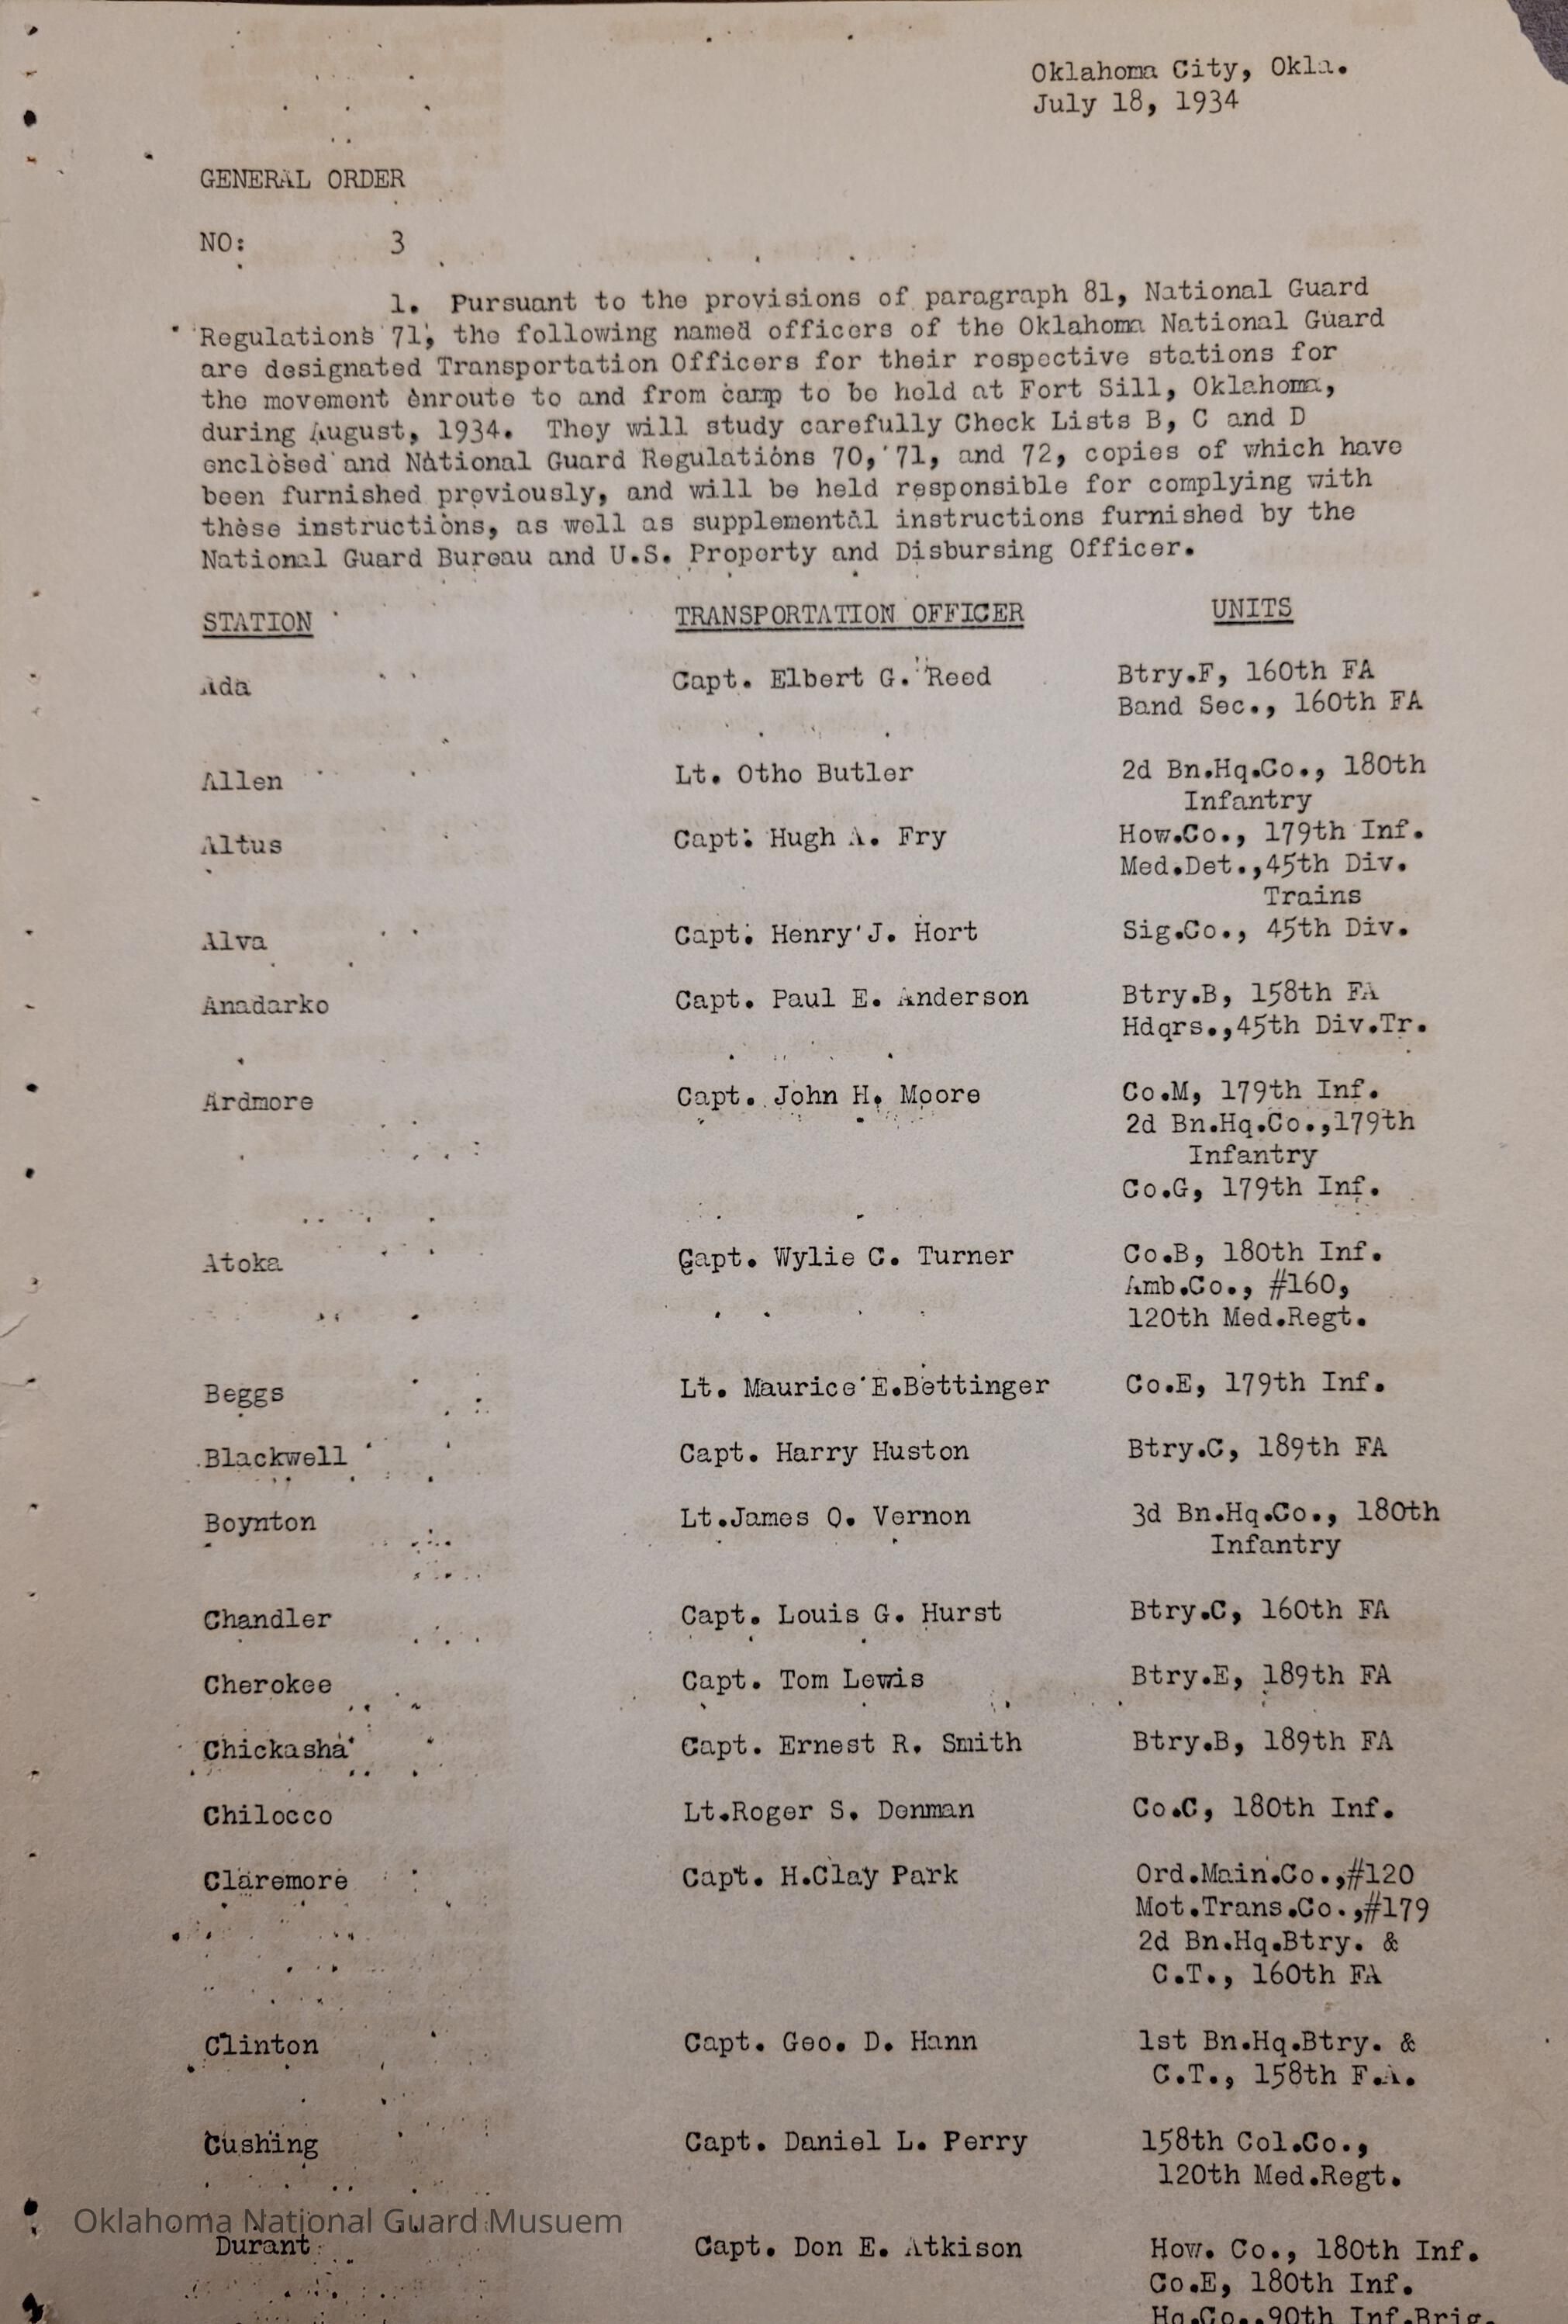 Oklahoma City, Okla.
July 18, 1934
GENERAL ORDER
NO: 3
1. Pursuant to the provisions of paragraph 81, National Guard
Regulations 71, the following named officers of the Oklahoma National Guard
are designated Transportation Officers for their respective stations for
the movement enroute to and from camp to be held at Fort Sill, Oklahoma,
during August, 1934. They will study carefully Check Lists B, C and D
enclosed and National Guard Regulations 70, 71, and 72, copies of which have
been furnished previously, and will be held responsible for complying with
these instructions, as well as supplemental instructions furnished by the
National Guard Bureau and U.S. Property and Disbursing Officer.
STATION TRANSPORTATION OFFICER UNITS
Ada Capt. Elbert G. Reed Btry.F, 160th FA
Band Sec., 160th FA
Allen Lt. Otho Butler 2d Bn.Hq.Co., 180th
Infantry
Altus Capt. Hugh A. Fry How.Co., 179th Inf.
Med.Det.,45th Div.
Trains
Alva Capt. Henry J. Hort Sig.Co., 45th Div.
Anadarko Capt. Paul E. Anderson Btry.B, 158th FA
Hdqrs.,45th Div.Tr.
Ardmore Capt. John H. Moore Co.M, 179th Inf.
2d Bn.Hq.Co.,179th
Infantry
Co.G, 179th Inf.
Atoka Capt. Wylie C. Turner Co.B, 180th Inf.
Amb.Co., #160,
120th Med.Regt.
Beggs Lt. Maurice E.Bettinger Co.E, 179th Inf.
Blackwell Capt. Harry Huston Btry.C, 189th FA
Boynton Lt.James O. Vernon 3d Bn.Hq.Co., 180th
Infantry
Chandler Capt. Louis G. Hurst Btry.C, 160th FA
Cherokee Capt. Tom Lewis Btry.E, 189th FA
Chickasha Capt. Ernest R. Smith Btry.B, 189th FA
Chilocco Lt.Roger S. Denman Co.C, 180th Inf.
Claremore Capt. H.Clay Park Ord.Main.Co.,#120
Mot.Trans.Co.,#179
2d Bn.Hq.Btry. &
C.T., 160th FA
Clinton Capt. Geo. D. Hann 1st Bn.Hq.Btry. &
C.T., 158th F.A.
Cushing Capt. Daniel L. Perry 158th Col.Co.,
120th Med.Regt.
Oklahoma National Guard Musuem
Durant Capt. Don E. Atkison How. Co., 180th Inf.
Co.E, 180th Inf.
Hq.Co.,90th Inf.Brig.